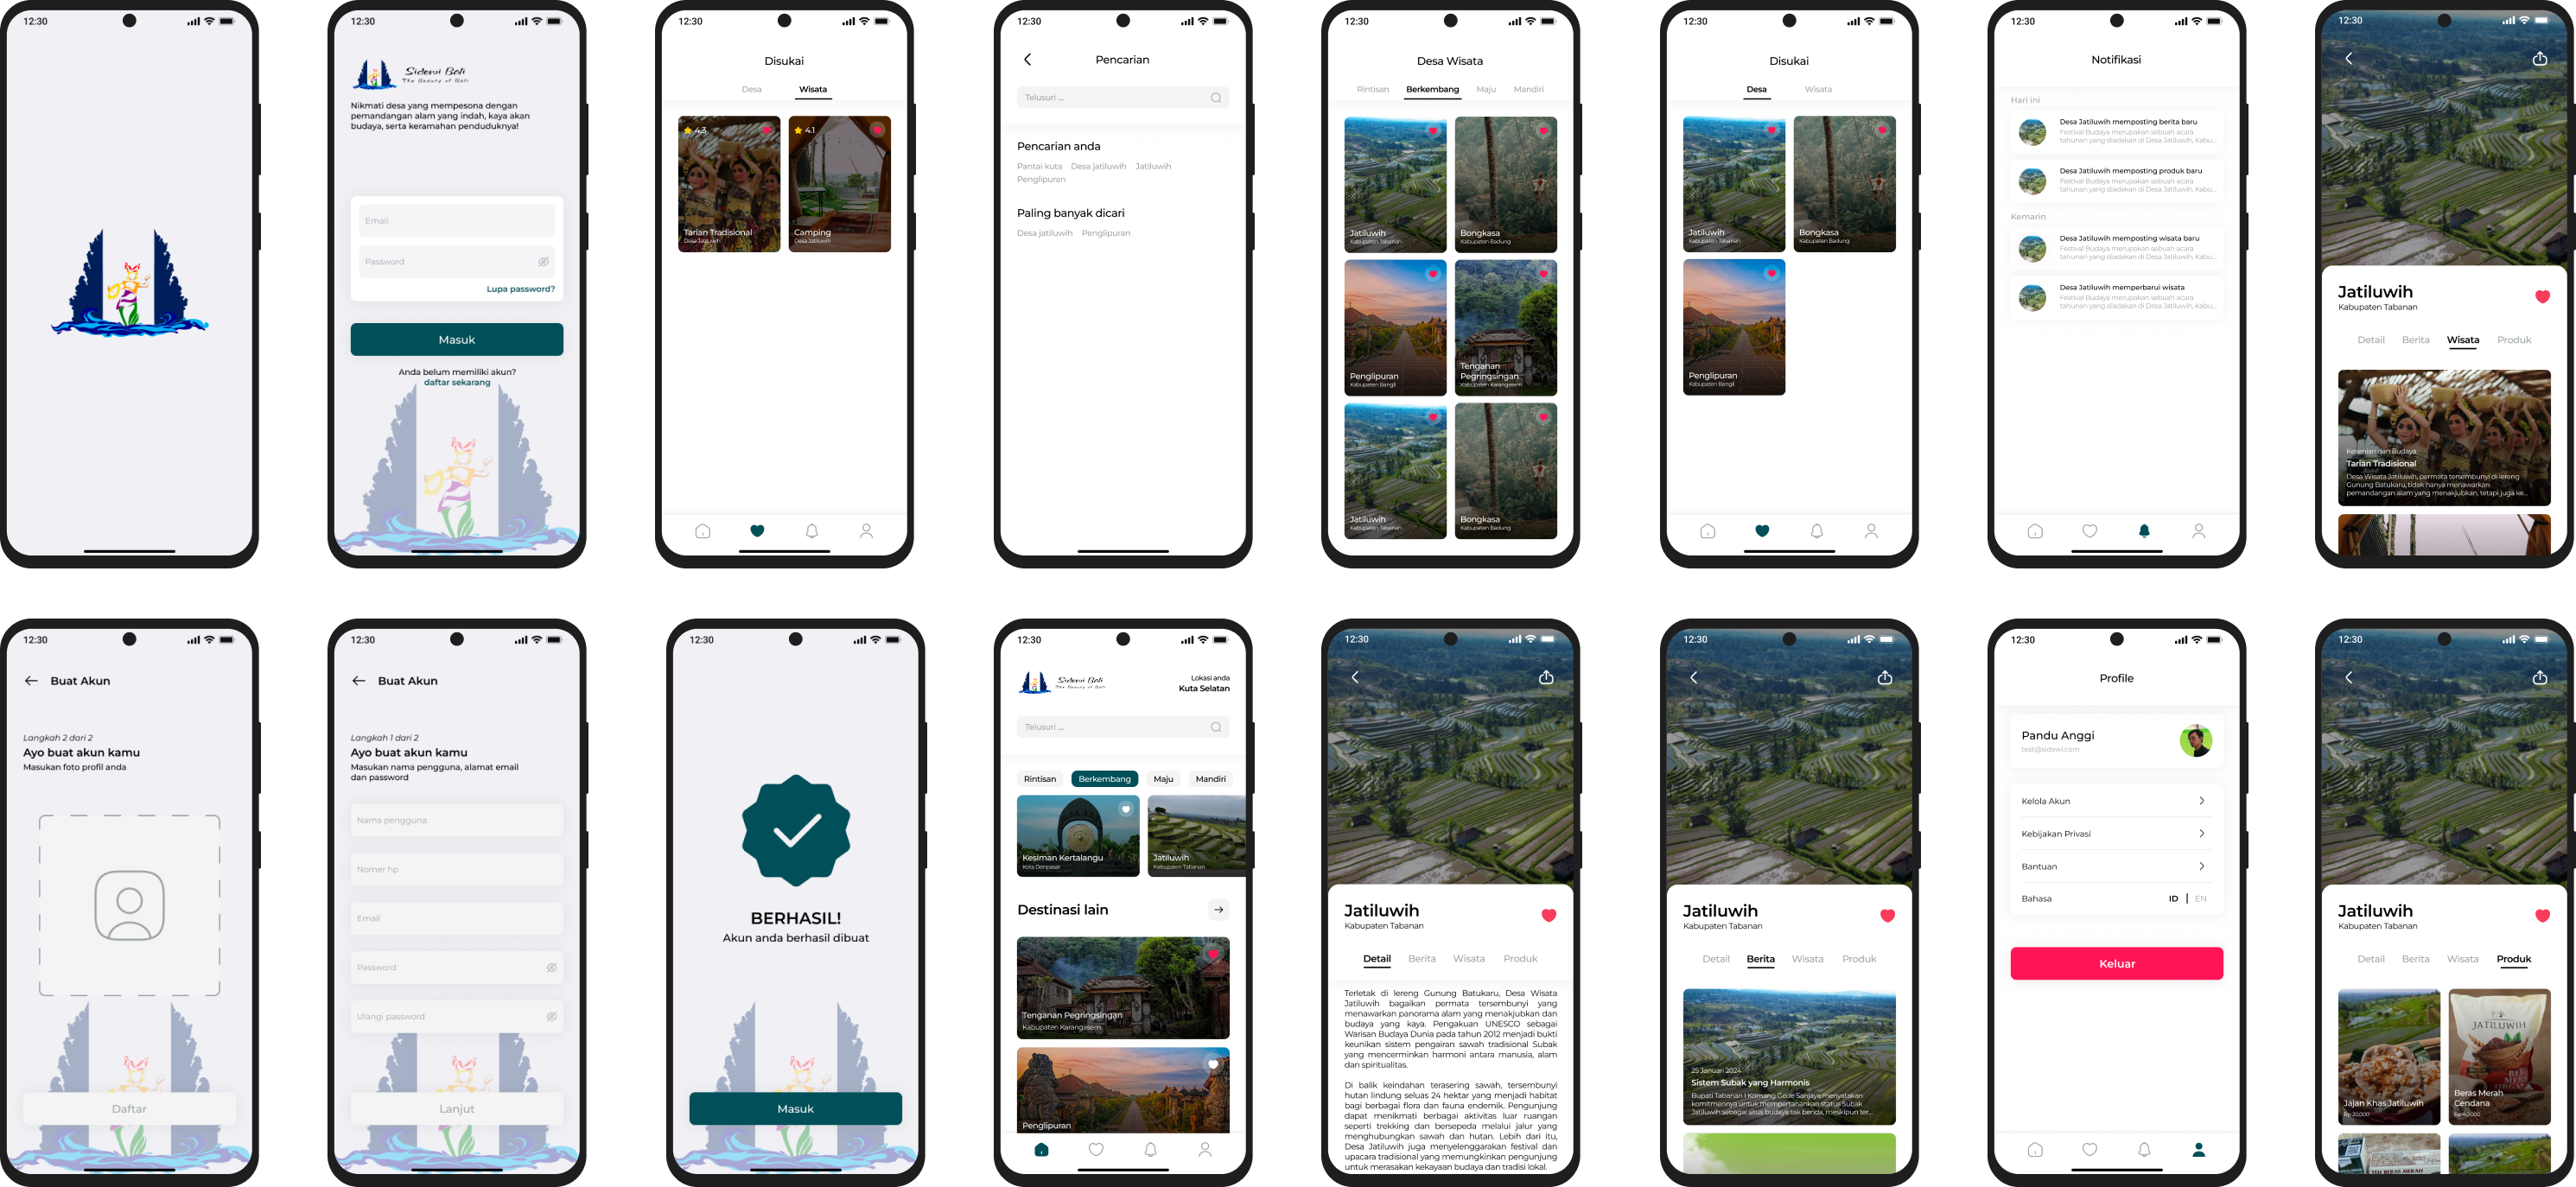 12:30
12:30
Sidewi Bali
The Beauty of Bali
Nikmati desa yang mempesona dengan
pemandangan alam yang indah, kaya akan
budaya, serta keramahan penduduknya!
Email
Password
Lupa password?
Masuk
Anda belum memiliki akun?
daftar sekarang
12:30
Disukai
Desa Wisata
4.3
Tarian Tradisional
Desa Jatiluwih
4.1
Camping
Desa Jatiluwih
12:30
Pencarian
Telusuri ...
Pencarian anda
Pantai kuta Desa jatiluwih Jatiluwih
Penglipuran
Paling banyak dicari
Desa jatiluwih Penglipuran
12:30
Desa Wisata
Rintisan Berkembang Maju Mandiri
Jatiluwih
Kabupaten Tabanan
Bongkasa
Kabupaten Badung
Penglipuran
Kabupaten Bangli
Tenganan
Pegringsingan
Kabupaten Karangasem
Jatiluwih
Kabupaten Tabanan
Bongkasa
Kabupaten Badung
12:30
Disukai
Desa Wisata
Jatiluwih
Kabupaten Tabanan
Bongkasa
Kabupaten Badung
Penglipuran
Kabupaten Bangli
12:30
Notifikasi
Hari ini
Desa Jatiluwih memposting berita baru
Festival Budaya merupakan sebuah acara
tahunan yang diadakan di Desa Jatiluwih, Kabu...
Desa Jatiluwih memposting produk baru
Festival Budaya merupakan sebuah acara
tahunan yang diadakan di Desa Jatiluwih, Kabu...
Kemarin
Desa Jatiluwih memposting wisata baru
Festival Budaya merupakan sebuah acara
tahunan yang diadakan di Desa Jatiluwih, Kabu...
Desa Jatiluwih memperbarui wisata
Festival Budaya merupakan sebuah acara
tahunan yang diadakan di Desa Jatiluwih, Kabu...
12:30
Jatiluwih
Kabupaten Tabanan
Detail Berita Wisata Produk
Kesenian dan Budaya
Tarian Tradisional
Desa Wisata Jatiluwih, permata tersembunyi di lereng
Gunung Batukaru, tidak hanya menawarkan
pemandangan alam yang menakjubkan, tetapi juga ke...
12:30
Buat Akun
Langkah 2 dari 2
Ayo buat akun kamu
Masukan foto profil anda
Daftar
12:30
Buat Akun
Langkah 1 dari 2
Ayo buat akun kamu
Masukan nama pengguna, alamat email
dan password
Nama pengguna
Nomer hp
Email
Password
Ulangi password
Lanjut
12:30
BERHASIL!
Akun anda berhasil dibuat
Masuk
12:30
Sidewi Bali
The Beauty of Bali
Lokasi anda
Kuta Selatan
Telusuri ...
Rintisan Berkembang Maju Mandiri
Kesiman Kertalangu
Kota Denpasar
Jatiluwih
Kabupaten Tabanan
Destinasi lain
Tenganan Pegringsingan
Kabupaten Karangasem
Penglipuran
12:30
Jatiluwih
Kabupaten Tabanan
Detail Berita Wisata Produk
Terletak di lereng Gunung Batukaru, Desa Wisata
Jatiluwih bagaikan permata tersembunyi yang
menawarkan panorama alam yang menakjubkan dan
budaya yang kaya. Pengakuan UNESCO sebagai
Warisan Budaya Dunia pada tahun 2012 menjadi bukti
keunikan sistem pengairan sawah tradisional Subak
yang mencerminkan harmoni antara manusia, alam
dan spiritualitas.
Di balik keindahan terasering sawah, tersembunyi
hutan lindung seluas 24 hektar yang menjadi habitat
bagi berbagai flora dan fauna endemik. Pengunjung
dapat menikmati berbagai aktivitas luar ruangan
seperti trekking dan bersepeda melalui jalur yang
menghubungkan sawah dan hutan. Lebih dari itu,
Desa Jatiluwih juga menyelenggarakan festival dan
upacara tradisional yang memungkinkan pengunjung
untuk merasakan kekayaan budaya dan tradisi lokal.
12:30
Jatiluwih
Kabupaten Tabanan
Detail Berita Wisata Produk
25 Januari 2024
Sistem Subak yang Harmonis
Bupati Tabanan I Komang Gede Sanjaya menyatakan
komitmennya untuk mempertahankan status Subak
Jatiluwih sebagai situs budaya tak benda, meskipun ter...
12:30
Profile
Pandu Anggi
test@sidewi.com
Kelola Akun
Kebijakan Privasi
Bantuan
Bahasa
ID | EN
Keluar
12:30
Jatiluwih
Kabupaten Tabanan
Detail Berita Wisata Produk
Jajan Khas Jatiluwih
Rp 20.000
JATILUWIH
Beras Merah
Cendana
Rp 40.000